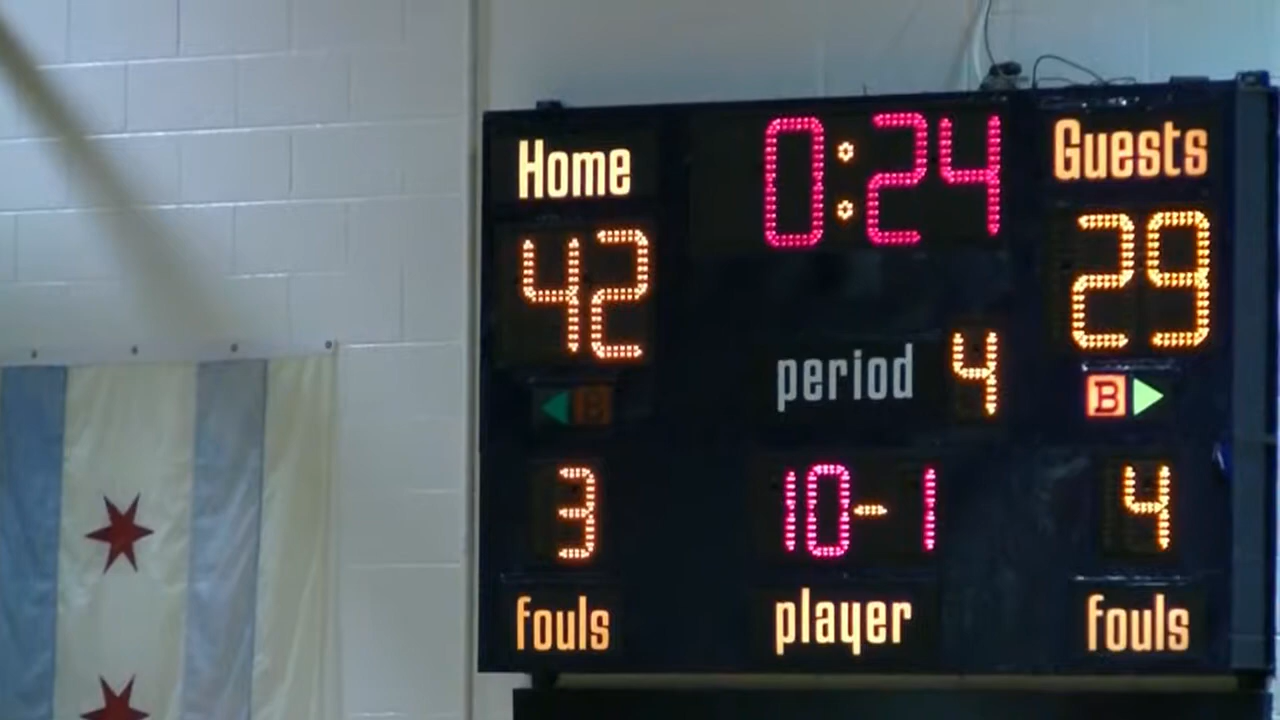 Home 0:24 Guests
42 29
period 4
B B
3 10-1 4
fouls player fouls